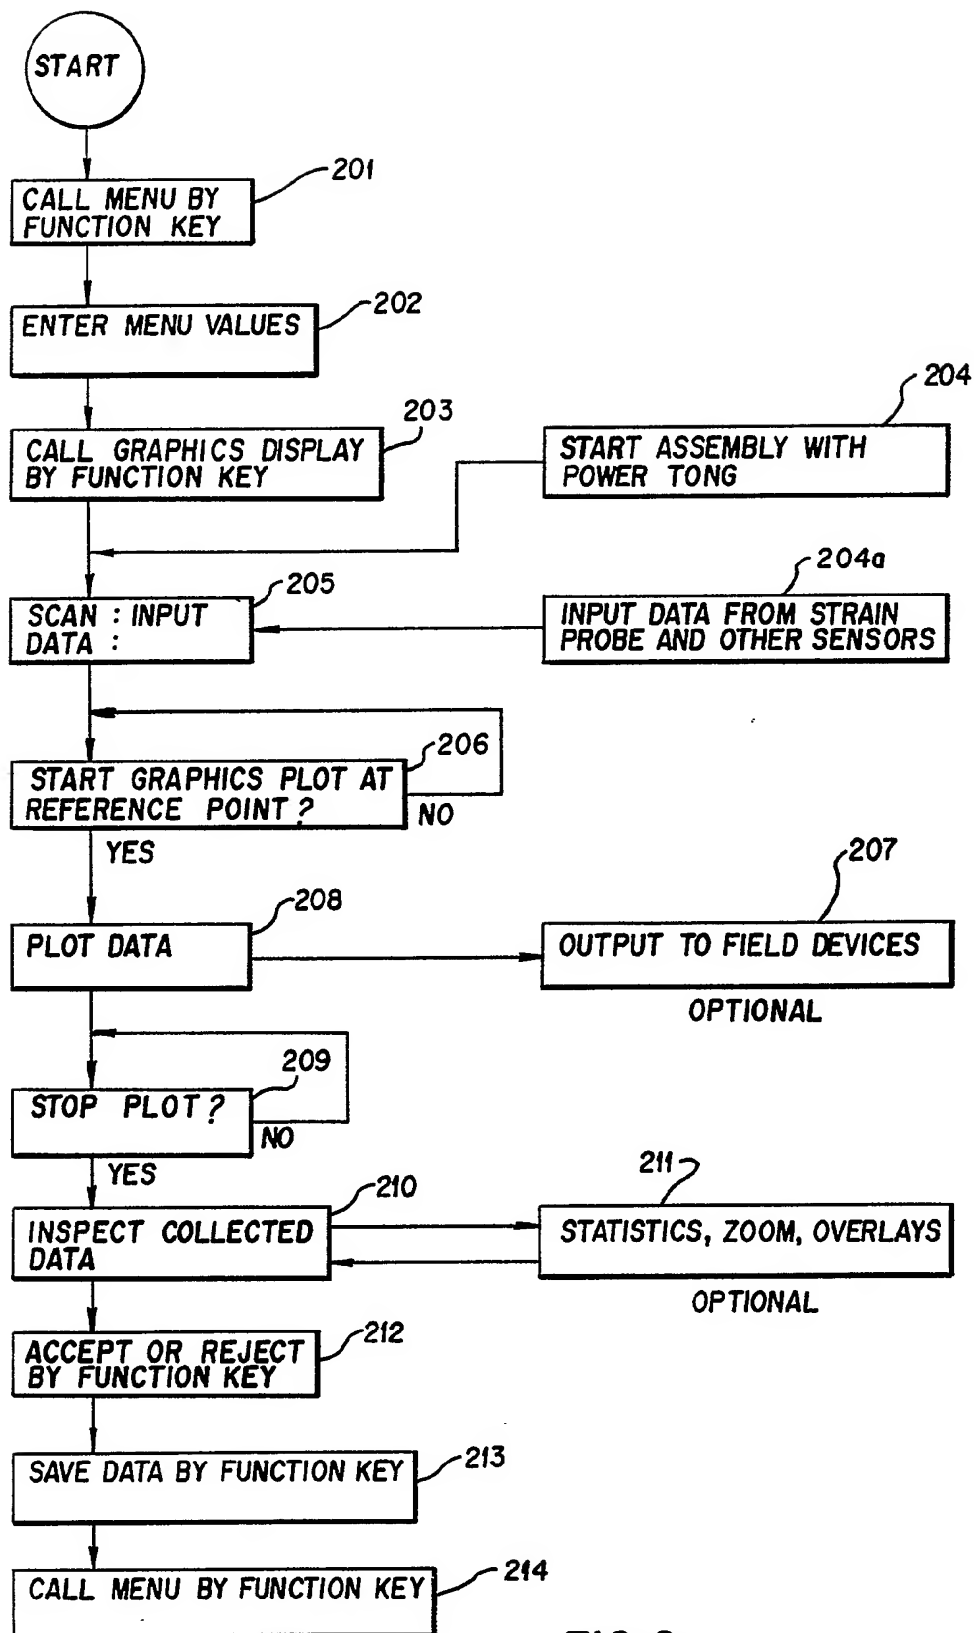 START
201
CALL MENU BY
FUNCTION KEY
202
ENTER MENU VALUES
203
CALL GRAPHICS DISPLAY
BY FUNCTION KEY
204
START ASSEMBLY WITH
POWER TONG
205
SCAN : INPUT
DATA :
204a
INPUT DATA FROM STRAIN
PROBE AND OTHER SENSORS
206
START GRAPHICS PLOT AT
REFERENCE POINT ?
NO
YES
208
PLOT DATA
207
OUTPUT TO FIELD DEVICES
OPTIONAL
209
STOP PLOT ?
NO
YES
210
INSPECT COLLECTED
DATA
211
STATISTICS, ZOOM, OVERLAYS
OPTIONAL
212
ACCEPT OR REJECT
BY FUNCTION KEY
213
SAVE DATA BY FUNCTION KEY
214
CALL MENU BY FUNCTION KEY